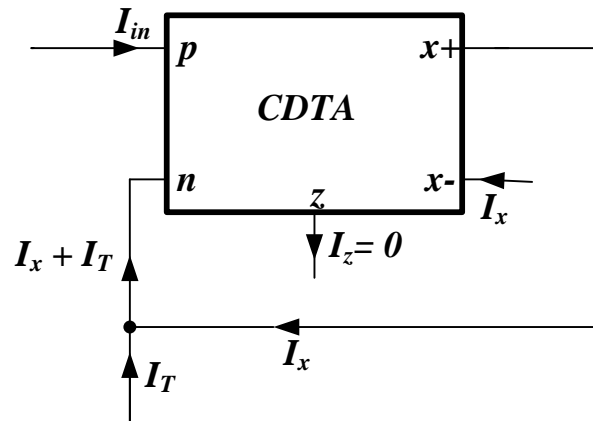 I_in
p
x+
CDTA
n
z
x-
I_x
I_z= 0
I_x + I_T
I_x
I_T